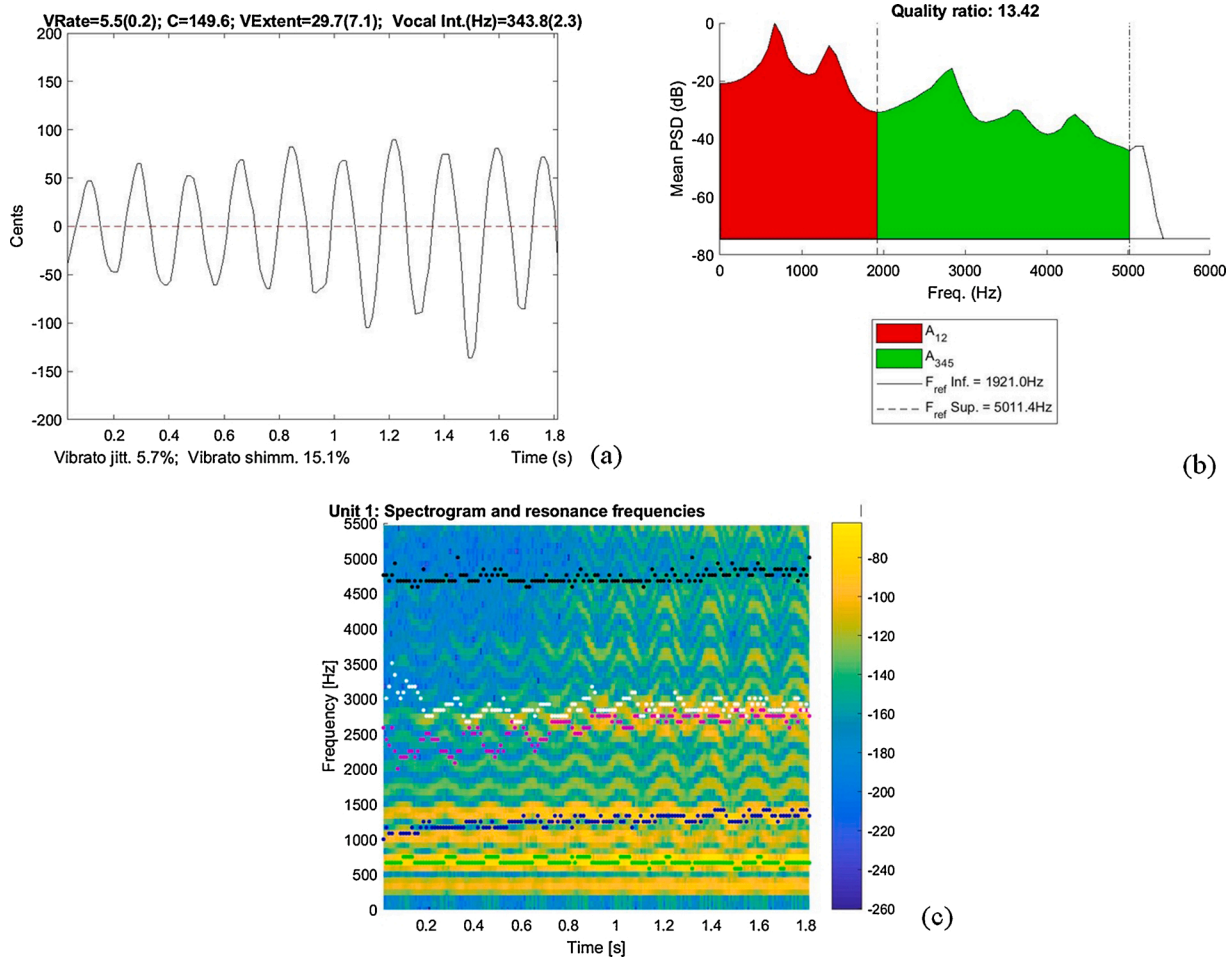 VRate=5.5(0.2); C=149.6; VExtent=29.7(7.1); Vocal Int.(Hz)=343.8(2.3)
200
150
100
50
0
-50
-100
-150
-200
Cents
0.2 0.4 0.6 0.8 1 1.2 1.4 1.6 1.8
Vibrato jitt. 5.7%; Vibrato shimm. 15.1%
Time (s)
(a)
Quality ratio: 13.42
0
-20
-40
-60
-80
Mean PSD (dB)
0 1000 2000 3000 4000 5000 6000
Freq. (Hz)
A12
A345
Fref Inf. = 1921.0Hz
Fref Sup. = 5011.4Hz
(b)
Unit 1: Spectrogram and resonance frequencies
5500
5000
4500
4000
3500
3000
2500
2000
1500
1000
500
0
Frequency [Hz]
0.2 0.4 0.6 0.8 1 1.2 1.4 1.6 1.8
Time [s]
-80
-100
-120
-140
-160
-180
-200
-220
-240
-260
(c)